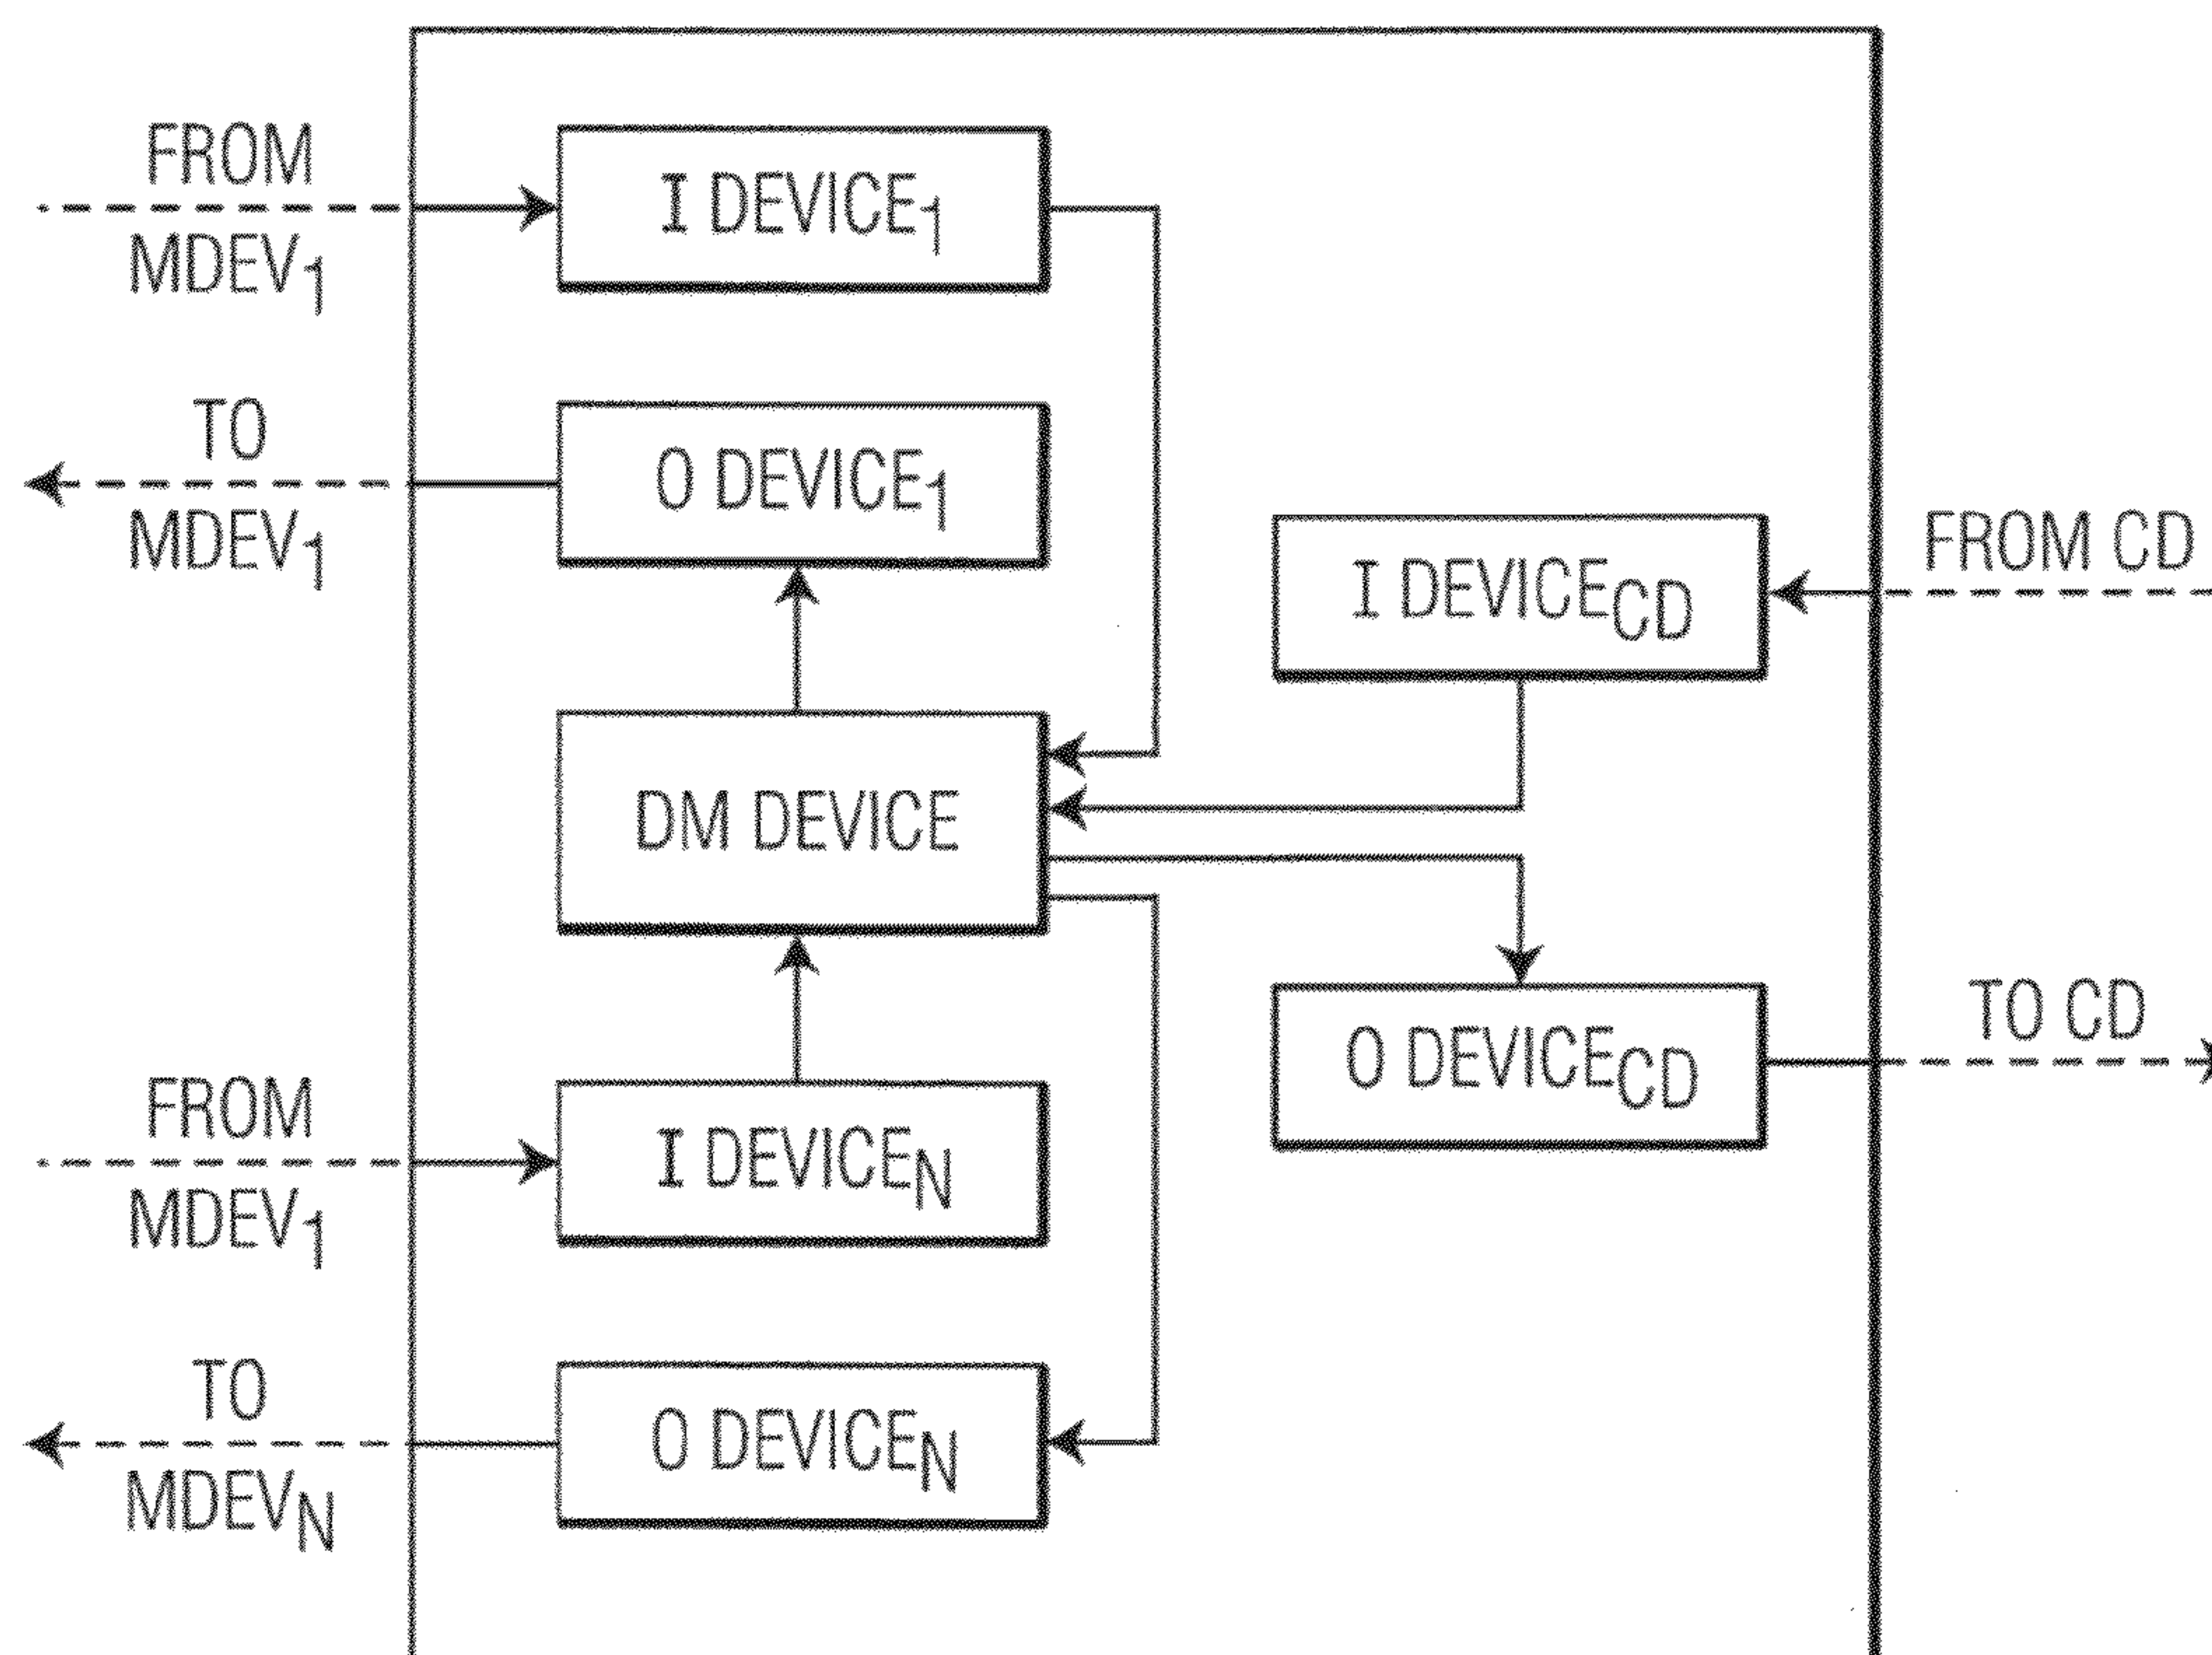 FROM
MDEV1
I DEVICE1
TO
MDEV1
O DEVICE1
I DEVICECD
FROM CD
DM DEVICE
O DEVICECD
TO CD
FROM
MDEV1
I DEVICEN
TO
MDEVN
O DEVICEN